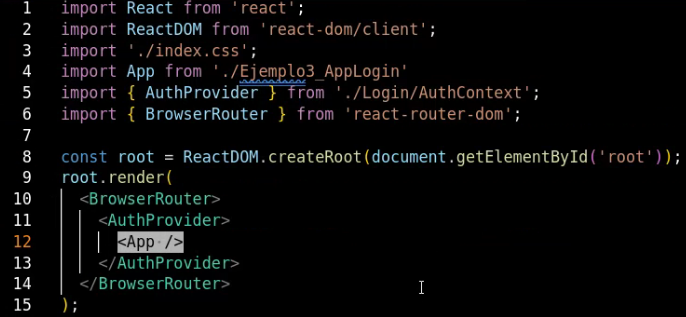 1 import React from 'react';
2 import ReactDOM from 'react-dom/client';
3 import './index.css';
4 import App from './Ejemplo3_AppLogin'
5 import { AuthProvider } from './Login/AuthContext';
6 import { BrowserRouter } from 'react-router-dom';
7
8 const root = ReactDOM.createRoot(document.getElementById('root'));
9 root.render(
10 <BrowserRouter>
11 <AuthProvider>
12 <App />
13 </AuthProvider>
14 </BrowserRouter>
15 );